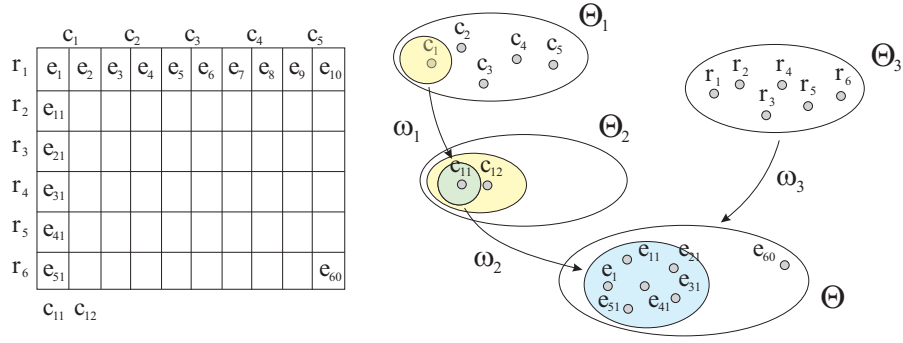 c₁ c₂ c₃ c₄ c₅
r₁ e₁ e₂ e₃ e₄ e₅ e₆ e₇ e₈ e₉ e₁₀
r₂ e₁₁
r₃ e₂₁
r₄ e₃₁
r₅ e₄₁
r₆ e₅₁ e₆₀
c₁₁ c₁₂
Θ₁
c₁ c₂ c₃ c₄ c₅
ω₁
Θ₂
c₁₁ c₁₂
ω₂
Θ₃
r₁ r₂ r₃ r₄ r₅ r₆
ω₃
e₁ e₁₁ e₂₁ e₃₁ e₄₁ e₅₁ e₆₀
Θ